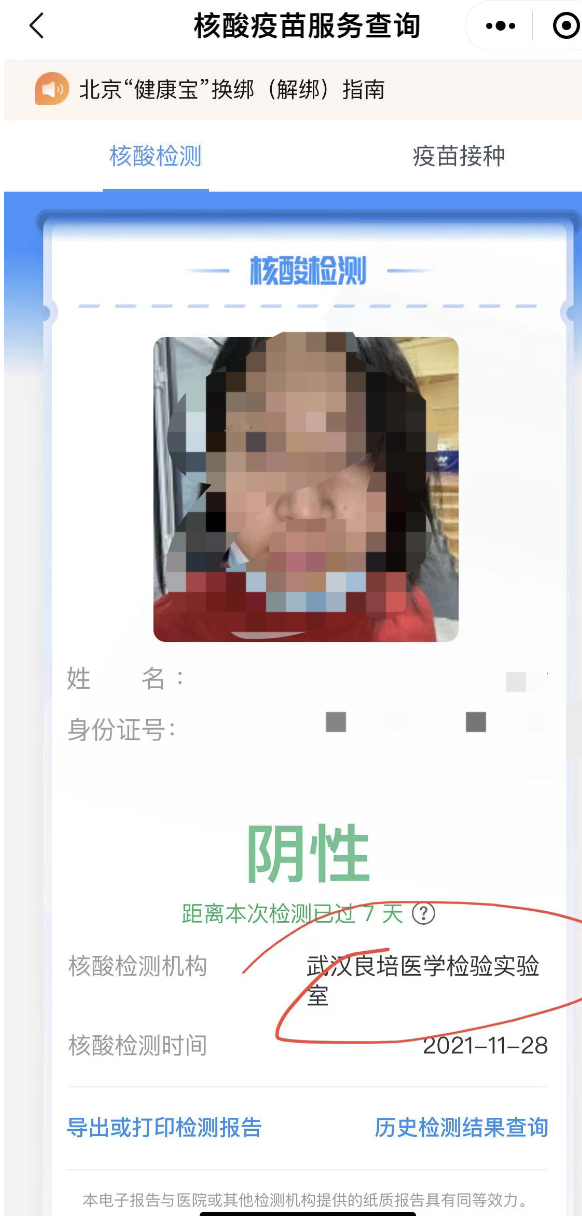 核酸疫苗服务查询
北京“健康宝”换绑（解绑）指南
核酸检测 疫苗接种
核酸检测
姓 名：
身份证号：
阴性
距离本次检测已过 7 天 ?
核酸检测机构 武汉良培医学检验实验
室
核酸检测时间 2021-11-28
导出或打印检测报告 历史检测结果查询
本电子报告与医院或其他检测机构提供的纸质报告具有同等效力。